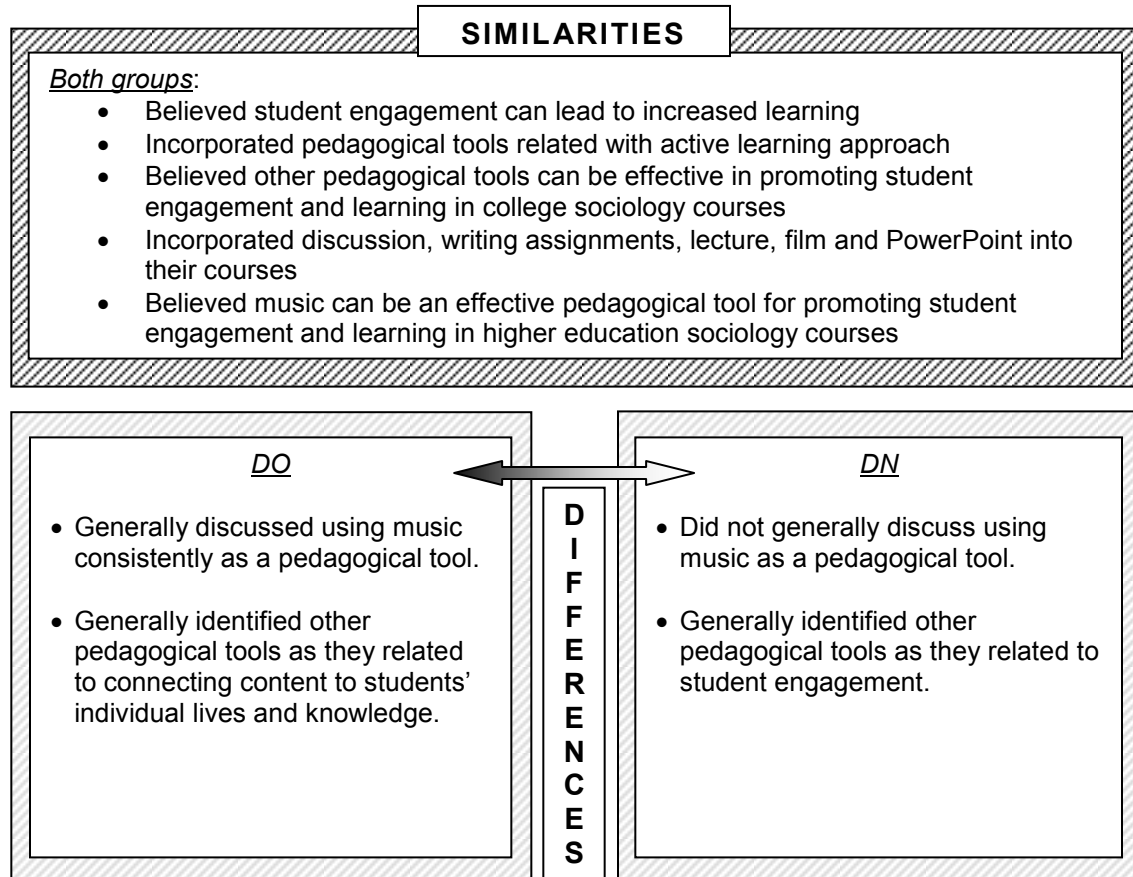 SIMILARITIES
Both groups:
• Believed student engagement can lead to increased learning
• Incorporated pedagogical tools related with active learning approach
• Believed other pedagogical tools can be effective in promoting student
engagement and learning in college sociology courses
• Incorporated discussion, writing assignments, lecture, film and PowerPoint into
their courses
• Believed music can be an effective pedagogical tool for promoting student
engagement and learning in higher education sociology courses
DO
• Generally discussed using music
consistently as a pedagogical tool.
• Generally identified other
pedagogical tools as they related
to connecting content to students’
individual lives and knowledge.
D
I
F
F
E
R
E
N
C
E
S
DN
• Did not generally discuss using
music as a pedagogical tool.
• Generally identified other
pedagogical tools as they related to
student engagement.